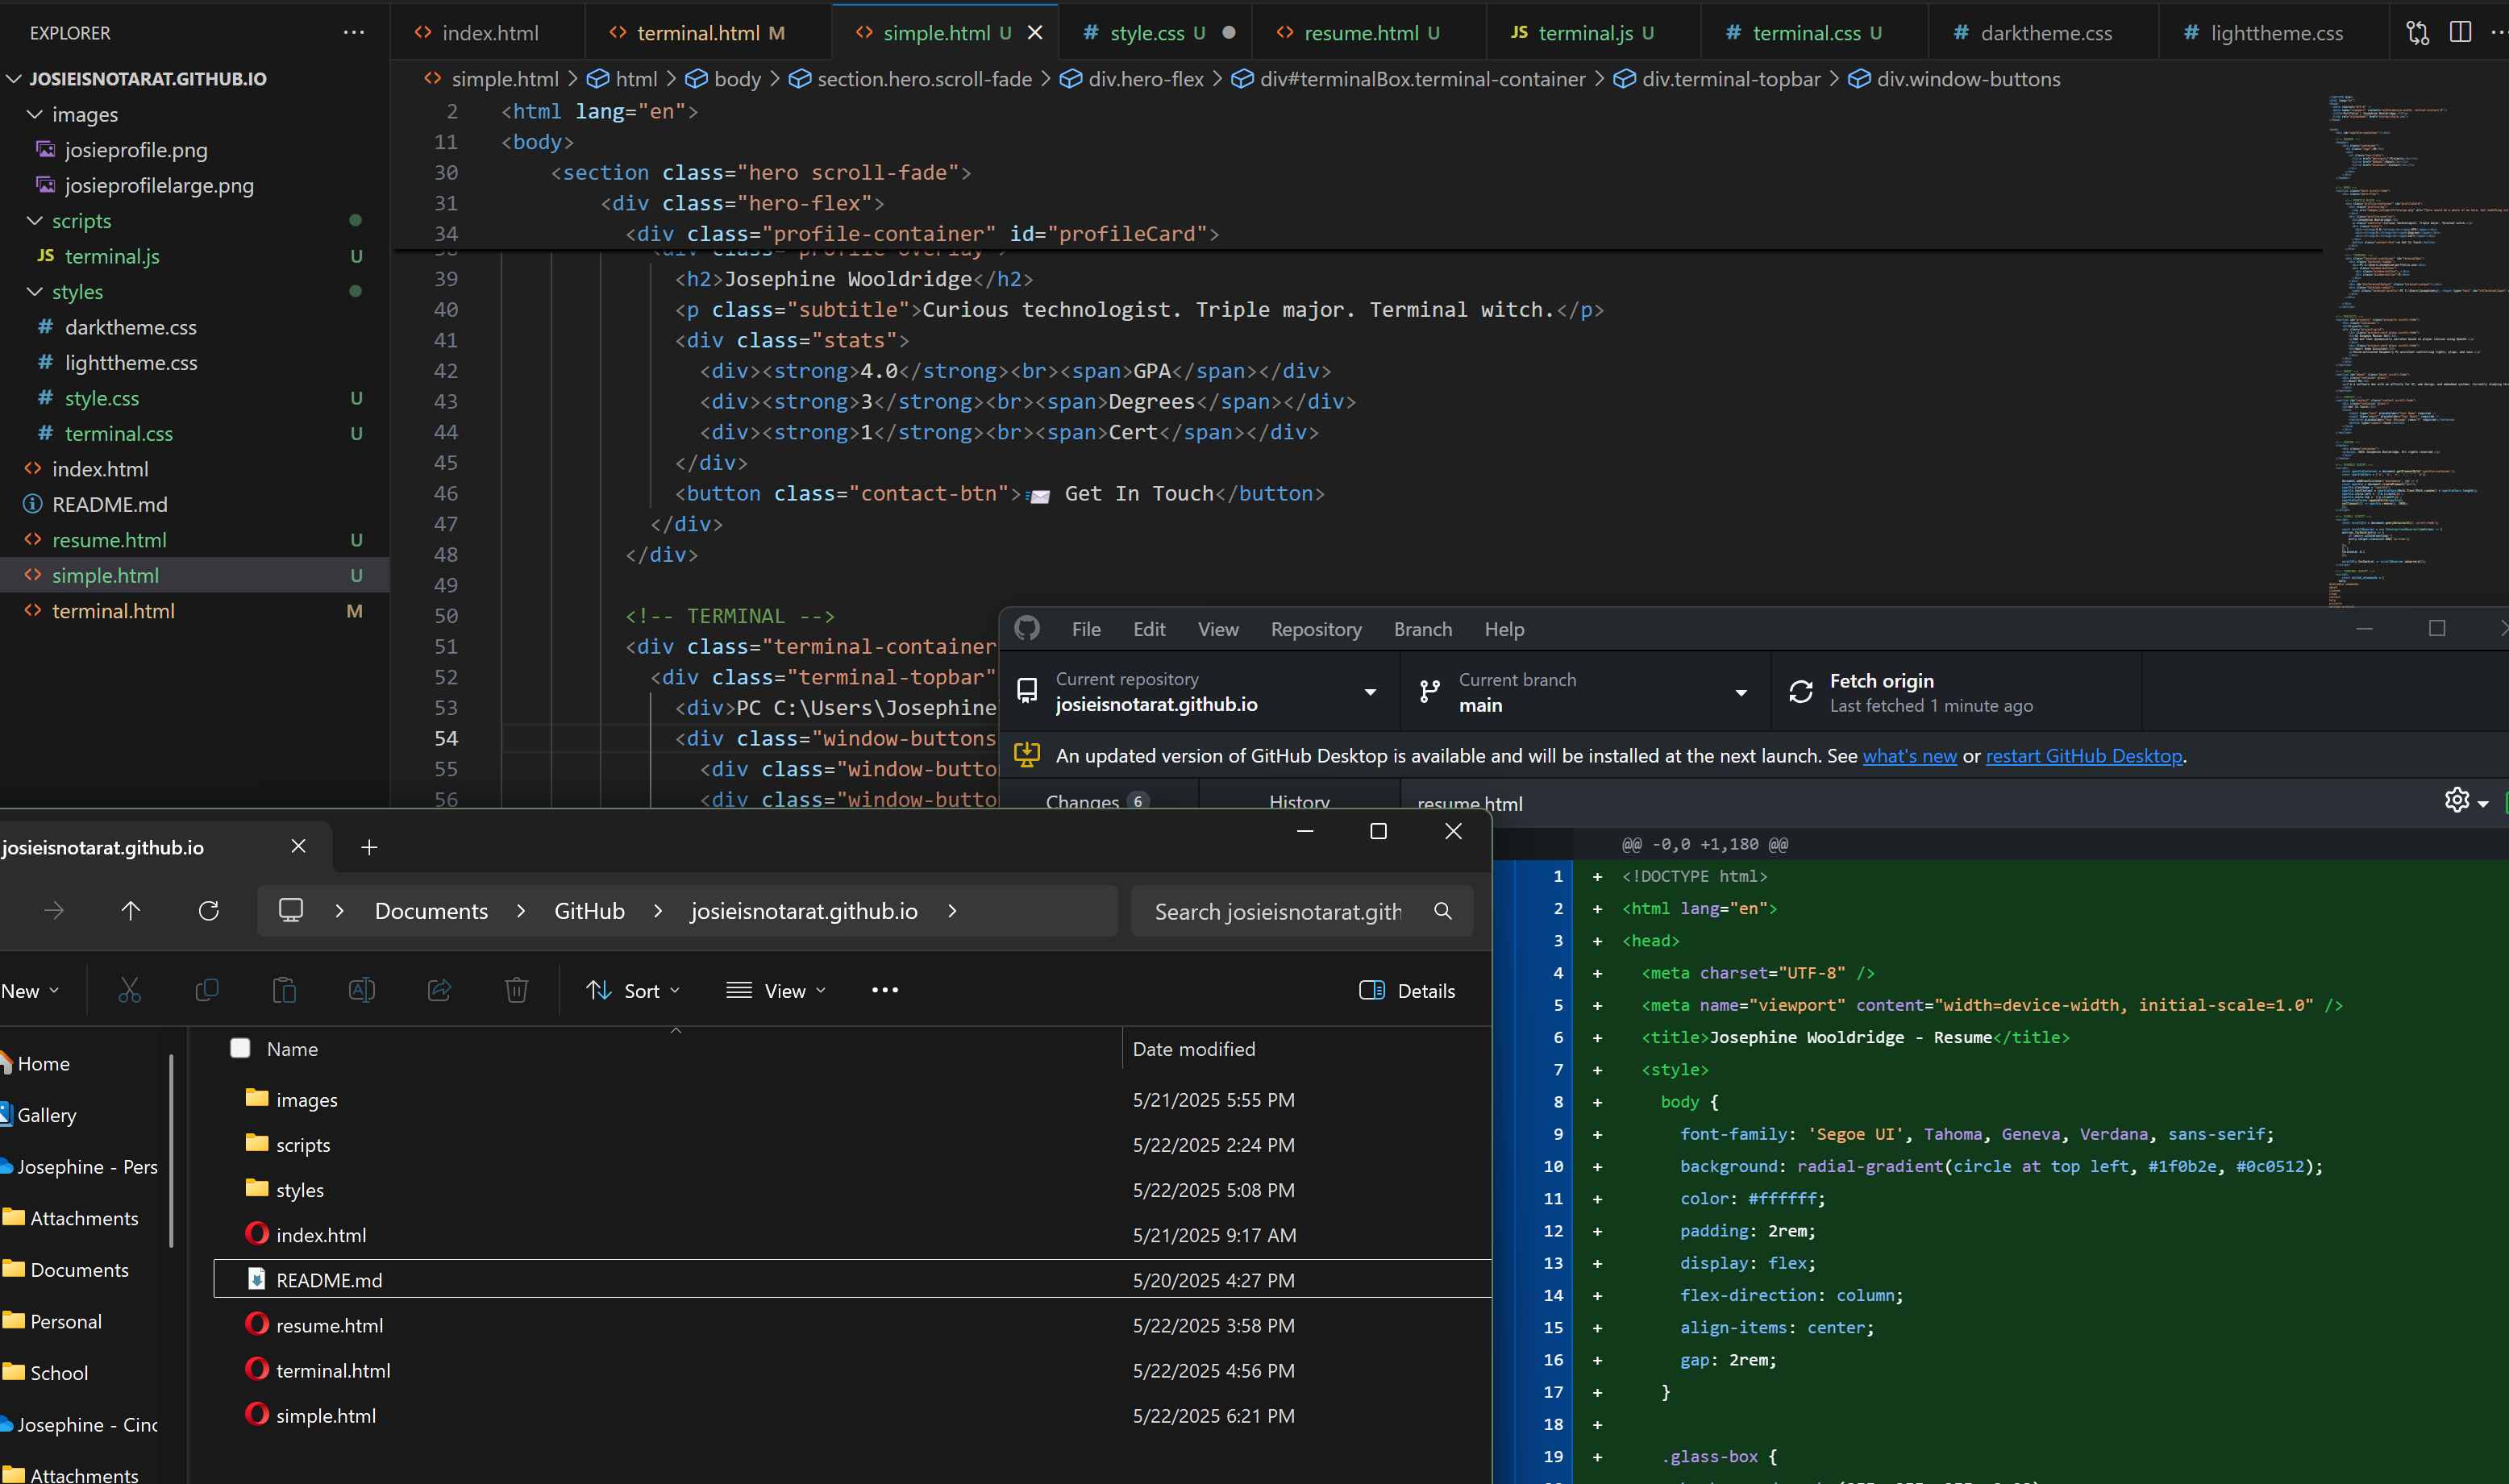 EXPLORER
JOSIEISNOTARAT.GITHUB.IO
images
josieprofile.png
josieprofilelarge.png
scripts
JS terminal.js U
styles
# darktheme.css
# lighttheme.css
# style.css U
# terminal.css U
index.html
README.md
resume.html U
simple.html U
terminal.html M
index.html
terminal.html M
simple.html U
# style.css U
resume.html U
JS terminal.js U
# terminal.css U
# darktheme.css
# lighttheme.css
simple.html > html > body > section.hero.scroll-fade > div.hero-flex > div#terminalBox.terminal-container > div.terminal-topbar > div.window-buttons
2 <html lang="en">
11 <body>
30 <section class="hero scroll-fade">
31 <div class="hero-flex">
34 <div class="profile-container" id="profileCard">
38 <div class="profile-overlay">
39 <h2>Josephine Wooldridge</h2>
40 <p class="subtitle">Curious technologist. Triple major. Terminal witch.</p>
41 <div class="stats">
42 <div><strong>4.0</strong><br><span>GPA</span></div>
43 <div><strong>3</strong><br><span>Degrees</span></div>
44 <div><strong>1</strong><br><span>Cert</span></div>
45 </div>
46 <button class="contact-btn">📨 Get In Touch</button>
47 </div>
48 </div>
49
50 <!-- TERMINAL -->
51 <div class="terminal-container
52 <div class="terminal-topbar"
53 <div>PC C:\Users\Josephine
54 <div class="window-buttons
55 <div class="window-butto
56 <div class="window-butto
File Edit View Repository Branch Help
Current repository
josieisnotarat.github.io
Current branch
main
Fetch origin
Last fetched 1 minute ago
An updated version of GitHub Desktop is available and will be installed at the next launch. See what's new or restart GitHub Desktop.
Changes 6
History
resume.html
@@ -0,0 +1,180 @@
1 + <!DOCTYPE html>
2 + <html lang="en">
3 + <head>
4 + <meta charset="UTF-8" />
5 + <meta name="viewport" content="width=device-width, initial-scale=1.0" />
6 + <title>Josephine Wooldridge - Resume</title>
7 + <style>
8 + body {
9 + font-family: 'Segoe UI', Tahoma, Geneva, Verdana, sans-serif;
10 + background: radial-gradient(circle at top left, #1f0b2e, #0c0512);
11 + color: #ffffff;
12 + padding: 2rem;
13 + display: flex;
14 + flex-direction: column;
15 + align-items: center;
16 + gap: 2rem;
17 + }
18 +
19 + .glass-box {
josieisnotarat.github.io
Documents > GitHub > josieisnotarat.github.io >
Search josieisnotarat.gith
New
Sort
View
Details
Home
Gallery
Josephine - Pers
Attachments
Documents
Personal
School
Josephine - Cinc
Attachments
Name Date modified
images 5/21/2025 5:55 PM
scripts 5/22/2025 2:24 PM
styles 5/22/2025 5:08 PM
index.html 5/21/2025 9:17 AM
README.md 5/20/2025 4:27 PM
resume.html 5/22/2025 3:58 PM
terminal.html 5/22/2025 4:56 PM
simple.html 5/22/2025 6:21 PM